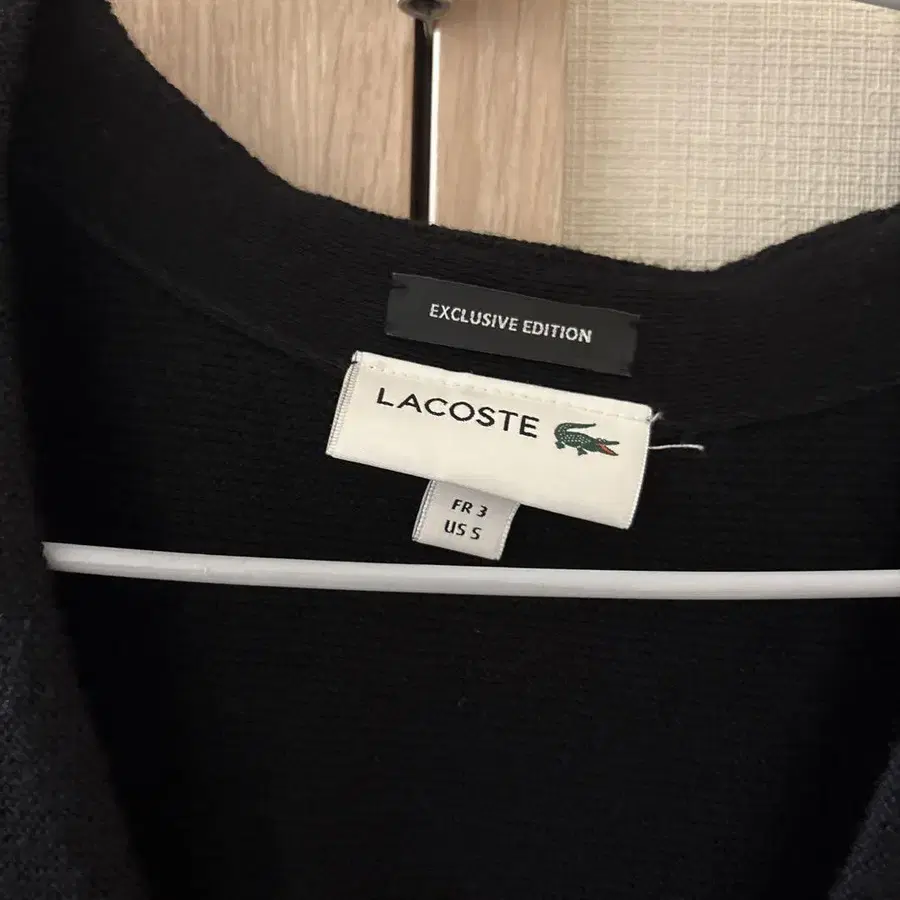 EXCLUSIVE EDITION
LACOSTE
FR 3
US S